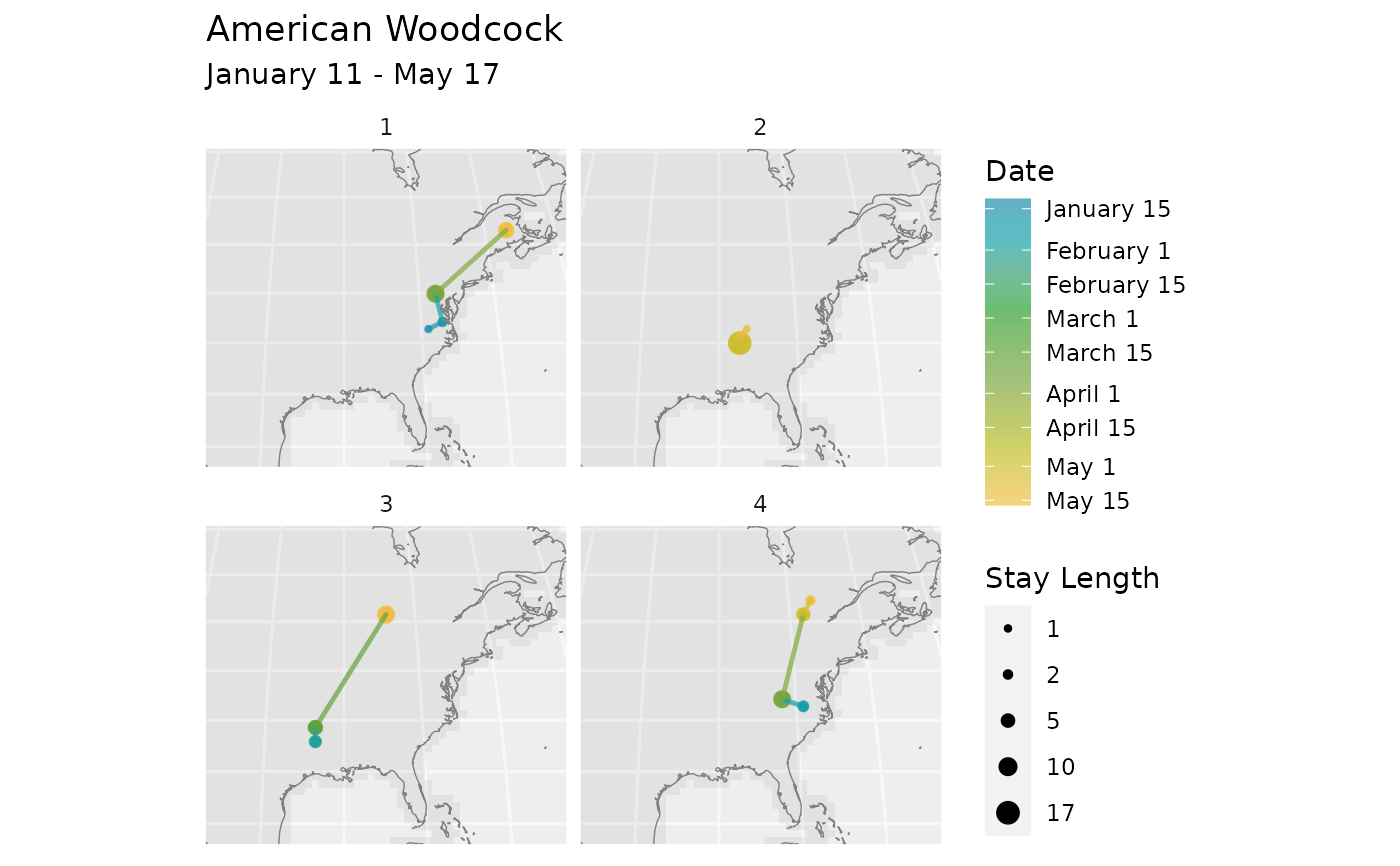 American Woodcock
January 11 - May 17
1
2
3
4
Date
January 15
February 1
February 15
March 1
March 15
April 1
April 15
May 1
May 15
Stay Length
1
2
5
10
17